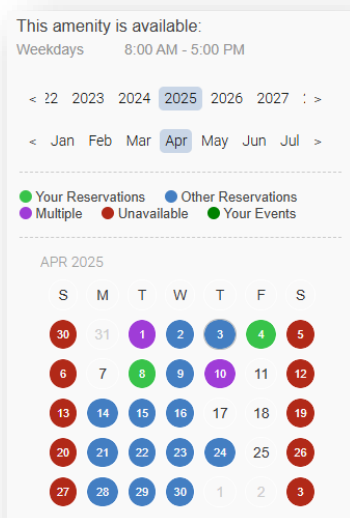 This amenity is available:
Weekdays 8:00 AM - 5:00 PM
< 22 2023 2024 2025 2026 2027 : >
< Jan Feb Mar Apr May Jun Jul >
Your Reservations Other Reservations
Multiple Unavailable Your Events
APR 2025
S M T W T F S
30 31 1 2 3 4 5
6 7 8 9 10 11 12
13 14 15 16 17 18 19
20 21 22 23 24 25 26
27 28 29 30 1 2 3